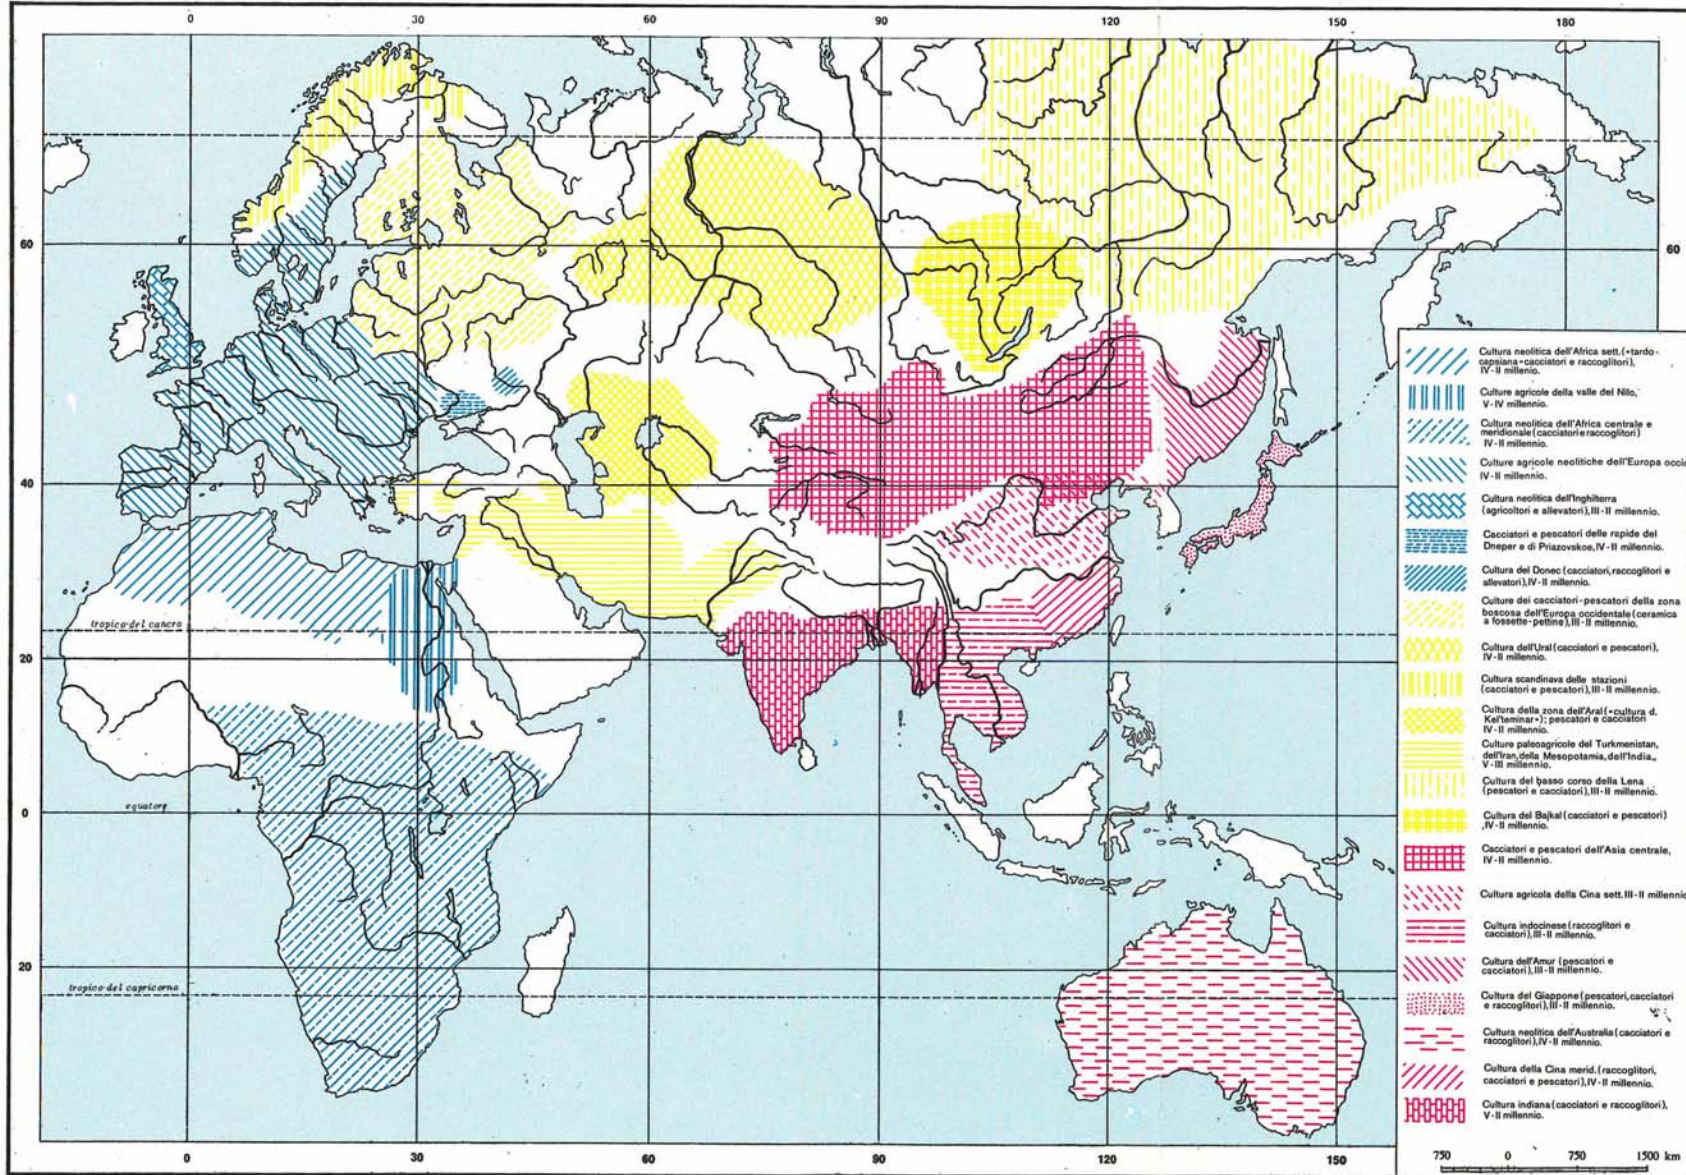 0 30 60 90 120 150 180
60 60
40
tropico del cancro
20
equatore
0
20
tropico del capricorno
0 30 60 90 120 150
Cultura neolitica dell'Africa sett.(«tardo-
capsiana»cacciatori e raccoglitori),
IV-II millenio.
Culture agricole della valle del Nilo,
V-IV millennio.
Cultura neolitica dell'Africa centrale e
meridionale(cacciatori e raccoglitori)
IV-II millennio.
Culture agricole neolitiche dell'Europa occid
IV-II millennio.
Cultura neolitica dell'Inghilterra
(agricoltori e allevatori),III-II millennio.
Cacciatori e pescatori delle rapide del
Dneper e di Priazovskoe,IV-II millennio.
Cultura del Donec (cacciatori,raccoglitori e
allevatori),IV-II millennio.
Culture dei cacciatori-pescatori della zona
boscosa dell'Europa occidentale(ceramica
a fossette-pettine),III-II millennio.
Cultura dell'Ural(cacciatori e pescatori),
IV-II millennio.
Cultura scandinava delle stazioni
(cacciatori e pescatori),III-II millennio.
Cultura della zona dell'Aral(«cultura d.
Kel'teminar»); pescatori e cacciatori
IV-II millennio.
Culture paleoagricole del Turkmenistan,
dell'Iran,della Mesopotamia,dell'India,,
V-III millennio.
Cultura del basso corso della Lena
(pescatori e cacciatori),III-II millennio.
Cultura del Bajkal(cacciatori e pescatori)
,IV-II millennio.
Cacciatori e pescatori dell'Asia centrale,
IV-II millennio.
Cultura agricola della Cina sett.III-II millennio
Cultura indocinese(raccoglitori e
cacciatori),III-II millennio.
Cultura dell'Amur (pescatori e
cacciatori),III-II millennio.
Cultura del Giappone(pescatori,cacciatori
e raccoglitori),III-II millennio.
Cultura neolitica dell'Australia(cacciatori e
raccoglitori),IV-II millennio.
Cultura della Cina merid.(raccoglitori,
cacciatori e pescatori),IV-II millennio.
Cultura indiana(cacciatori e raccoglitori),
V-II millennio.
750 0 750 1500 km